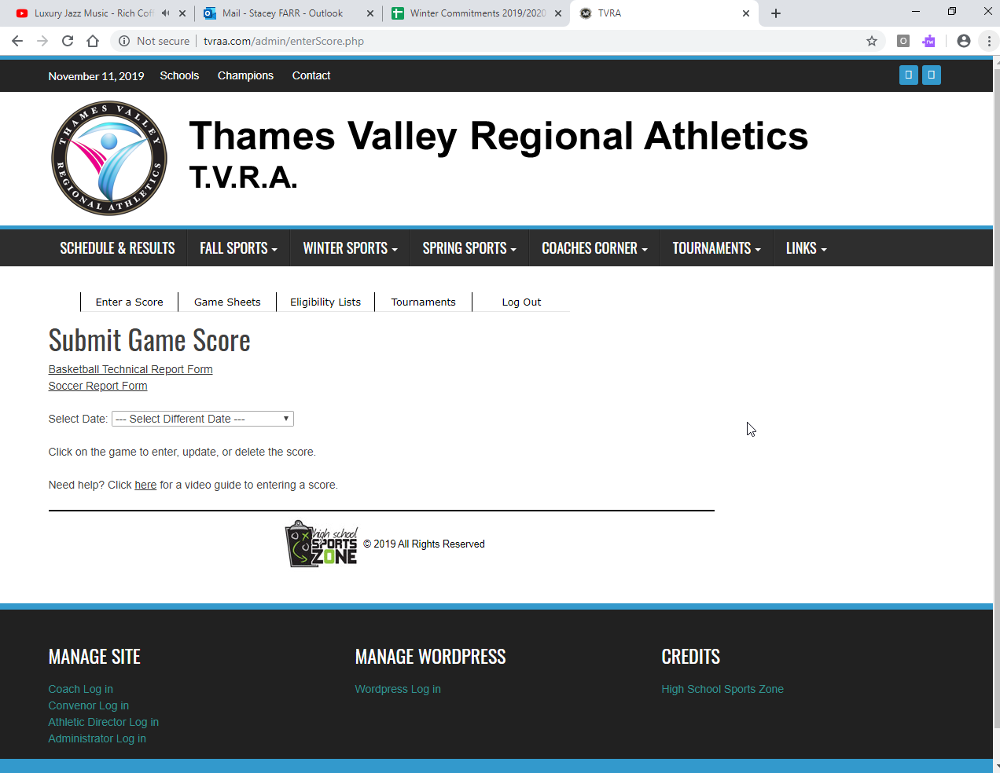 Luxury Jazz Music - Rich Coff
Mail - Stacey FARR - Outlook
Winter Commitments 2019/2020
TVRA
Not secure
tvraa.com/admin/enterScore.php
November 11, 2019 Schools Champions Contact
THAMES VALLEY
REGIONAL ATHLETICS
Thames Valley Regional Athletics
T.V.R.A.
SCHEDULE & RESULTS FALL SPORTS WINTER SPORTS SPRING SPORTS COACHES CORNER TOURNAMENTS LINKS
Enter a Score Game Sheets Eligibility Lists Tournaments Log Out
Submit Game Score
Basketball Technical Report Form
Soccer Report Form
Select Date: --- Select Different Date ---
Click on the game to enter, update, or delete the score.
Need help? Click here for a video guide to entering a score.
high school
SPORTS
ZONE
© 2019 All Rights Reserved
MANAGE SITE
Coach Log in
Convenor Log in
Athletic Director Log in
Administrator Log in
MANAGE WORDPRESS
Wordpress Log in
CREDITS
High School Sports Zone